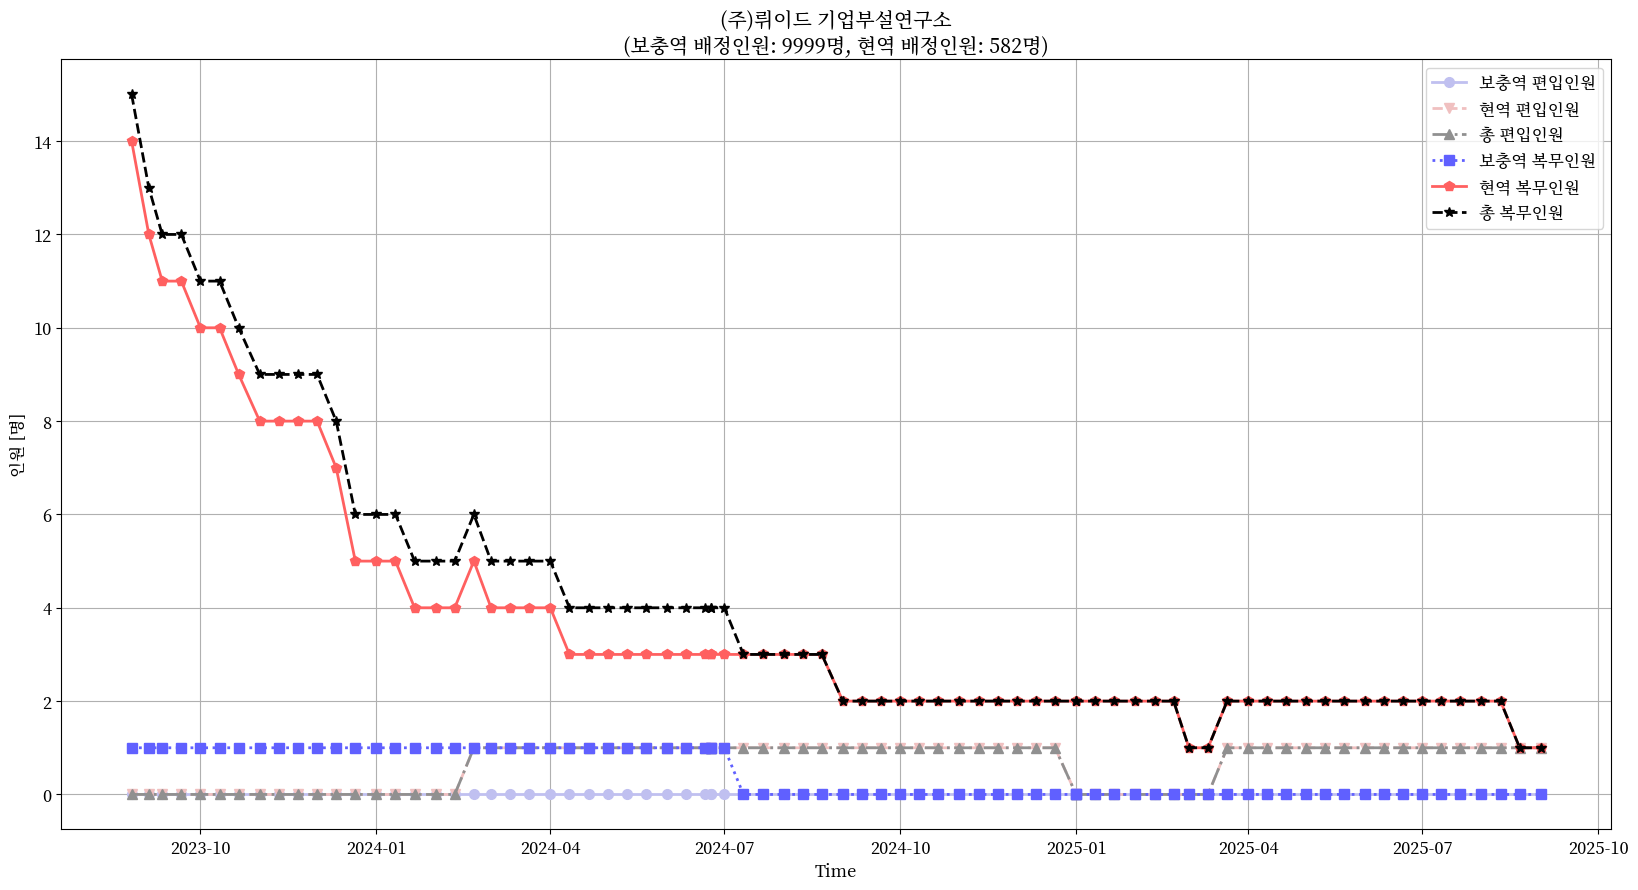 (주)뤼이드 기업부설연구소
(보충역 배정인원: 9999명, 현역 배정인원: 582명)
보충역 편입인원
현역 편입인원
총 편입인원
보충역 복무인원
현역 복무인원
총 복무인원
인원 [명]
14
12
10
8
6
4
2
0
2023-10
2024-01
2024-04
2024-07
2024-10
2025-01
2025-04
2025-07
2025-10
Time